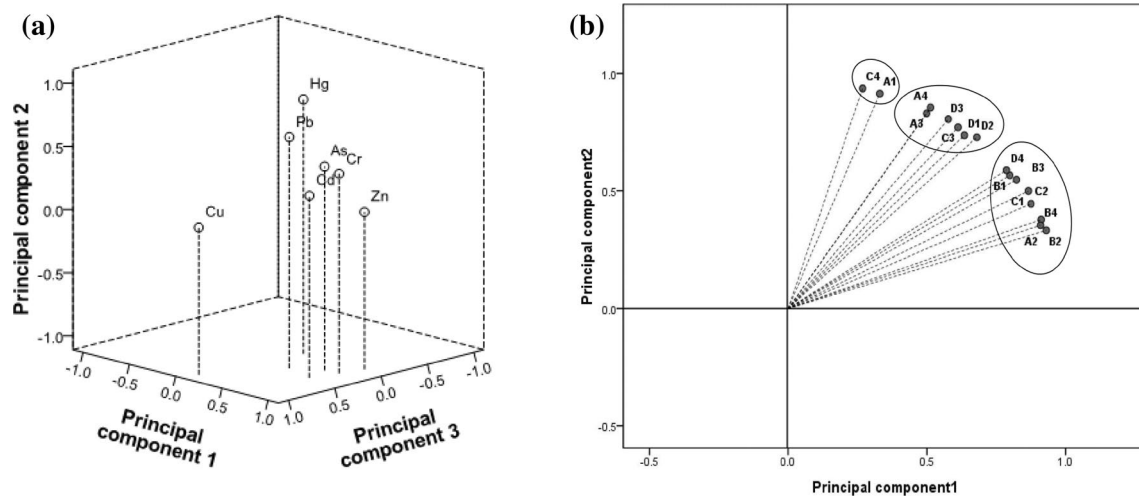 (a)
Principal component 2
1.0
0.5
0.0
-0.5
-1.0
Hg
Pb
As
Cr
Cd
Zn
Cu
-1.0
-0.5
0.0
0.5
1.0
Principal
component 1
1.0
0.5
0.0
-0.5
-1.0
Principal
component 3
(b)
Principal component2
1.0
0.5
0.0
-0.5
C4
A1
A4
D3
A3
D1
D2
C3
D4
B3
B1
C2
C1
B4
A2
B2
-0.5
0.0
0.5
1.0
Principal component1